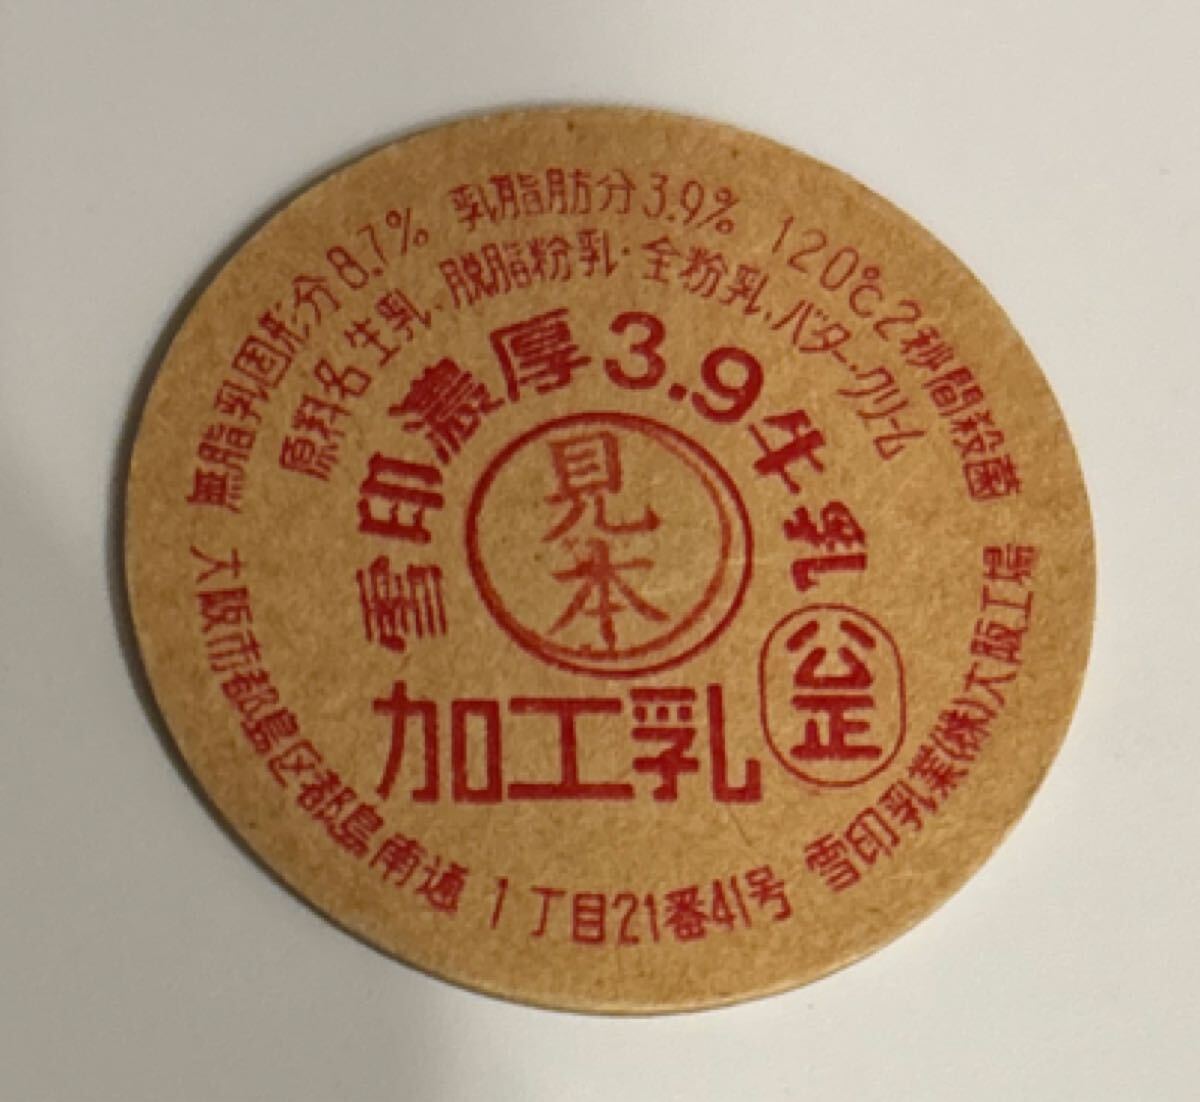 無脂乳固形分8.7% 乳脂肪分3.9% 120℃2秒間殺菌
原料名 生乳、脱脂粉乳・全粉乳、バター・クリーム
雪印濃厚3.9牛乳
見本
加工乳
公正
大阪市都島区都島南通 1丁目21番41号 雪印乳業(株)大阪工場